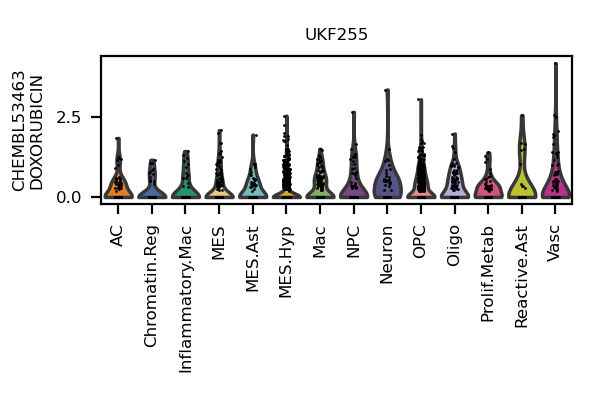 UKF255
CHEMBL53463
DOXORUBICIN
2.5
0.0
AC
Chromatin.Reg
Inflammatory.Mac
MES
MES.Ast
MES.Hyp
Mac
NPC
Neuron
OPC
Oligo
Prolif.Metab
Reactive.Ast
Vasc